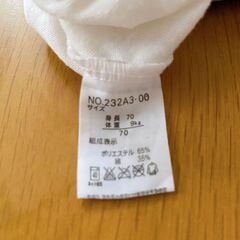 NO.232A3-00
サイズ
身長 70
体重 9kg
70
組成表示
ポリエステル 65%
綿 35%